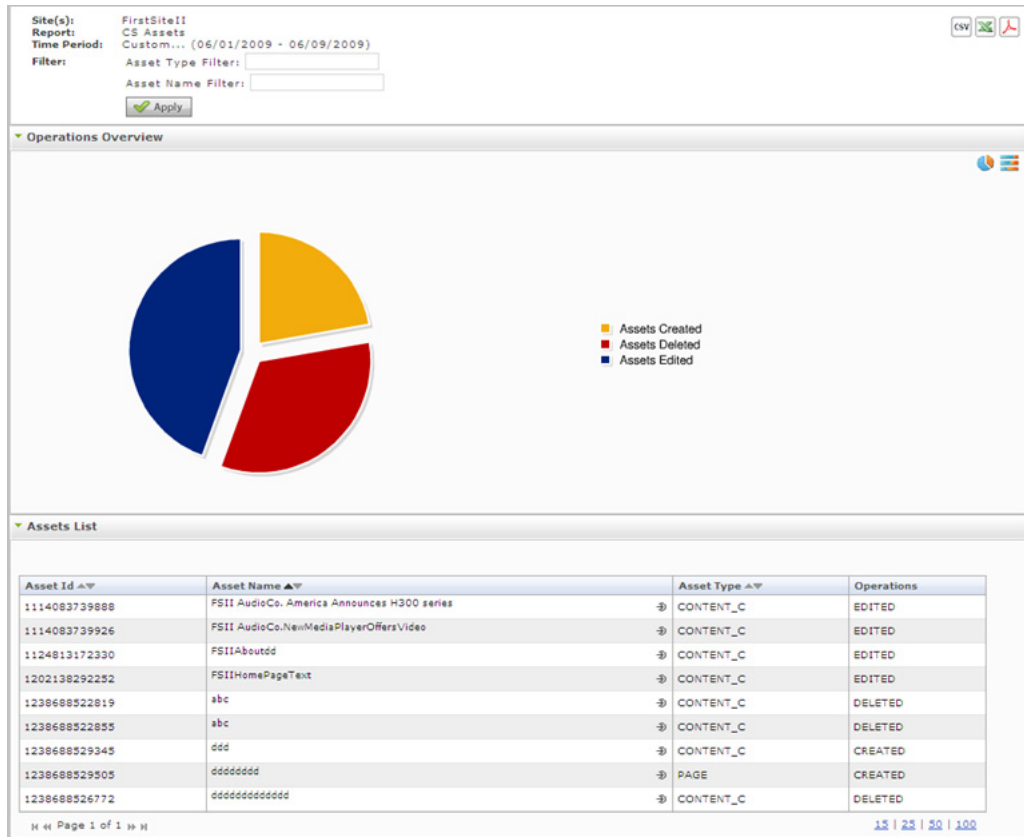 Site(s): FirstSiteII
Report: CS Assets
Time Period: Custom... (06/01/2009 - 06/09/2009)
Filter: Asset Type Filter:
Asset Name Filter:
Apply
CSV
Operations Overview
Assets Created
Assets Deleted
Assets Edited
Assets List
Asset Id Asset Name Asset Type Operations
1114083739888 FSII AudioCo. America Announces H300 series CONTENT_C EDITED
1114083739926 FSII AudioCo.NewMediaPlayerOffersVideo CONTENT_C EDITED
1124813172330 FSIIAboutdd CONTENT_C EDITED
1202138292252 FSIIHomePageText CONTENT_C EDITED
1238688522819 abc CONTENT_C DELETED
1238688522855 abc CONTENT_C DELETED
1238688529345 ddd CONTENT_C CREATED
1238688529505 dddddddd PAGE CREATED
1238688526772 ddddddddddddd CONTENT_C DELETED
Page 1 of 1 15 | 25 | 50 | 100